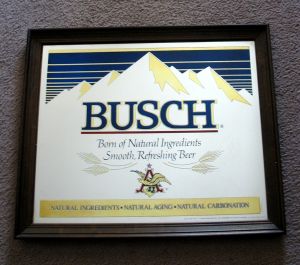 BUSCH
Born of Natural Ingredients
Smooth, Refreshing Beer
NATURAL INGREDIENTS • NATURAL AGING • NATURAL CARBONATION